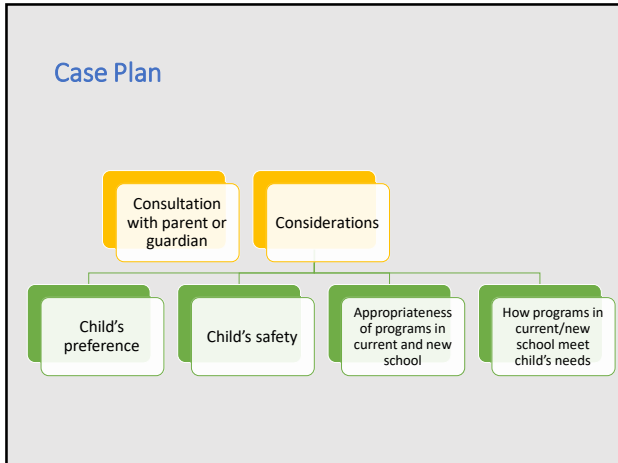 Case Plan
Consultation
with parent or
guardian
Considerations
Child's
preference
Child's safety
Appropriateness
of programs in
current and new
school
How programs in
current/new
school meet
child's needs